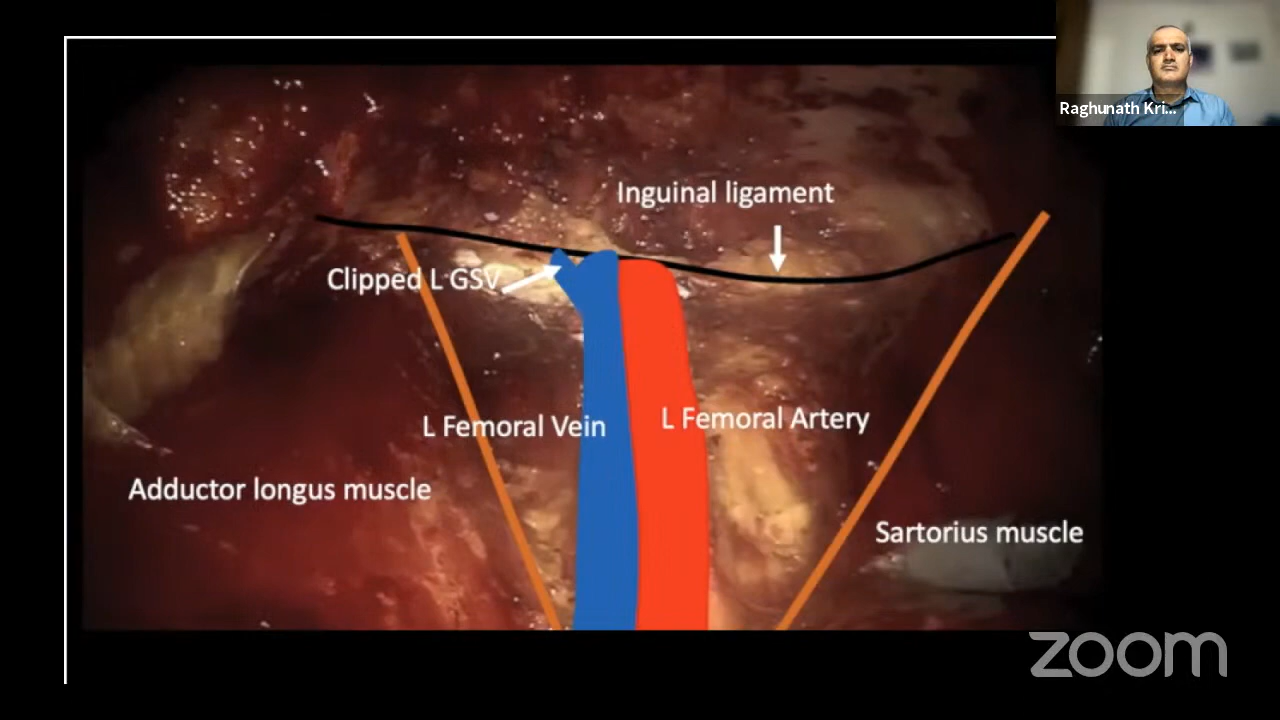 Raghunath Kri...
Inguinal ligament
Clipped L GSV
L Femoral Vein
L Femoral Artery
Adductor longus muscle
Sartorius muscle
zoom